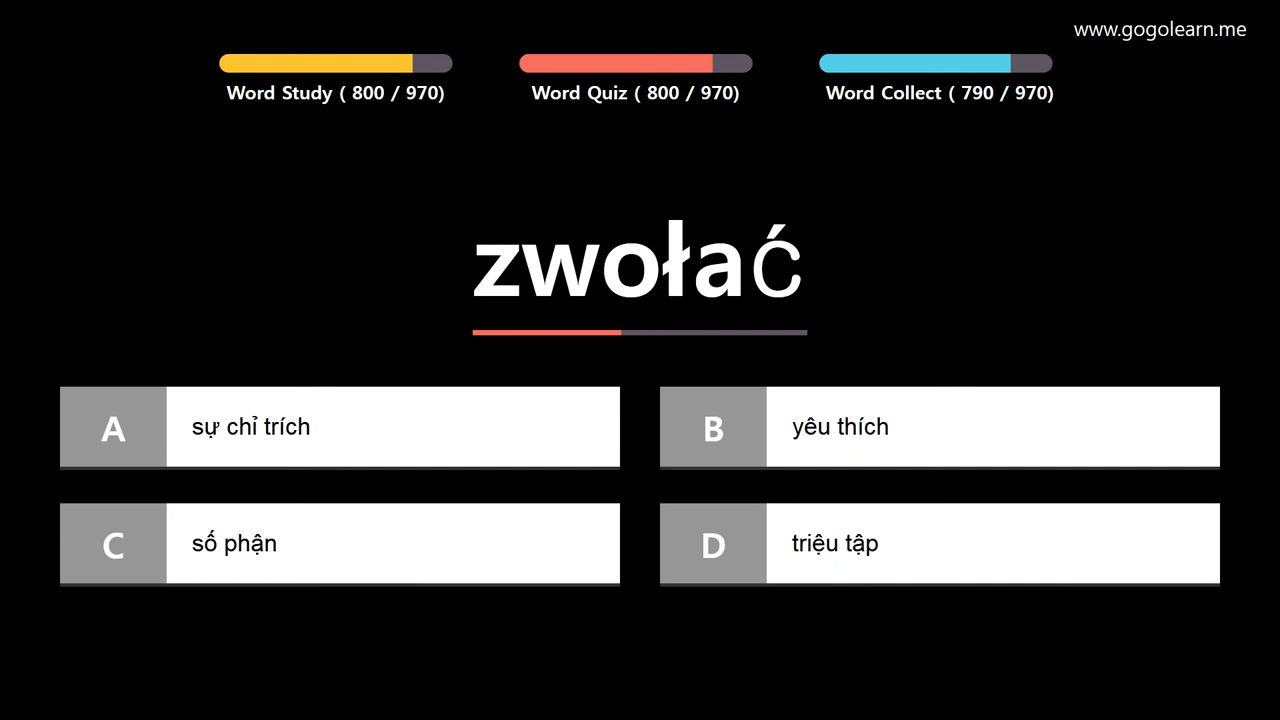 www.gogolearn.me
Word Study ( 800 / 970)
Word Quiz ( 800 / 970)
Word Collect ( 790 / 970)
zwołać
A
sự chỉ trích
B
yêu thích
C
số phận
D
triệu tập